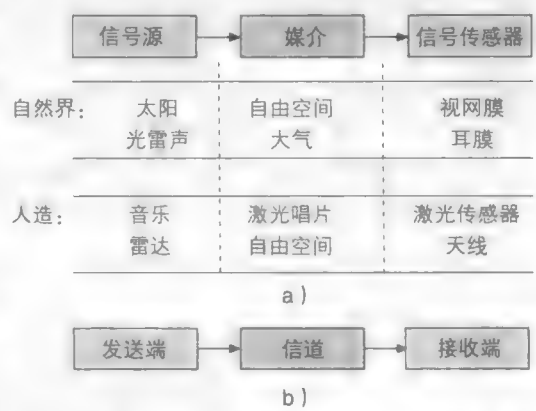 信号源 媒介 信号传感器
自然界: 太阳 自由空间 视网膜
光雷声 大气 耳膜
人造: 音乐 激光唱片 激光传感器
雷达 自由空间 天线
a)
发送端 信道 接收端
b)